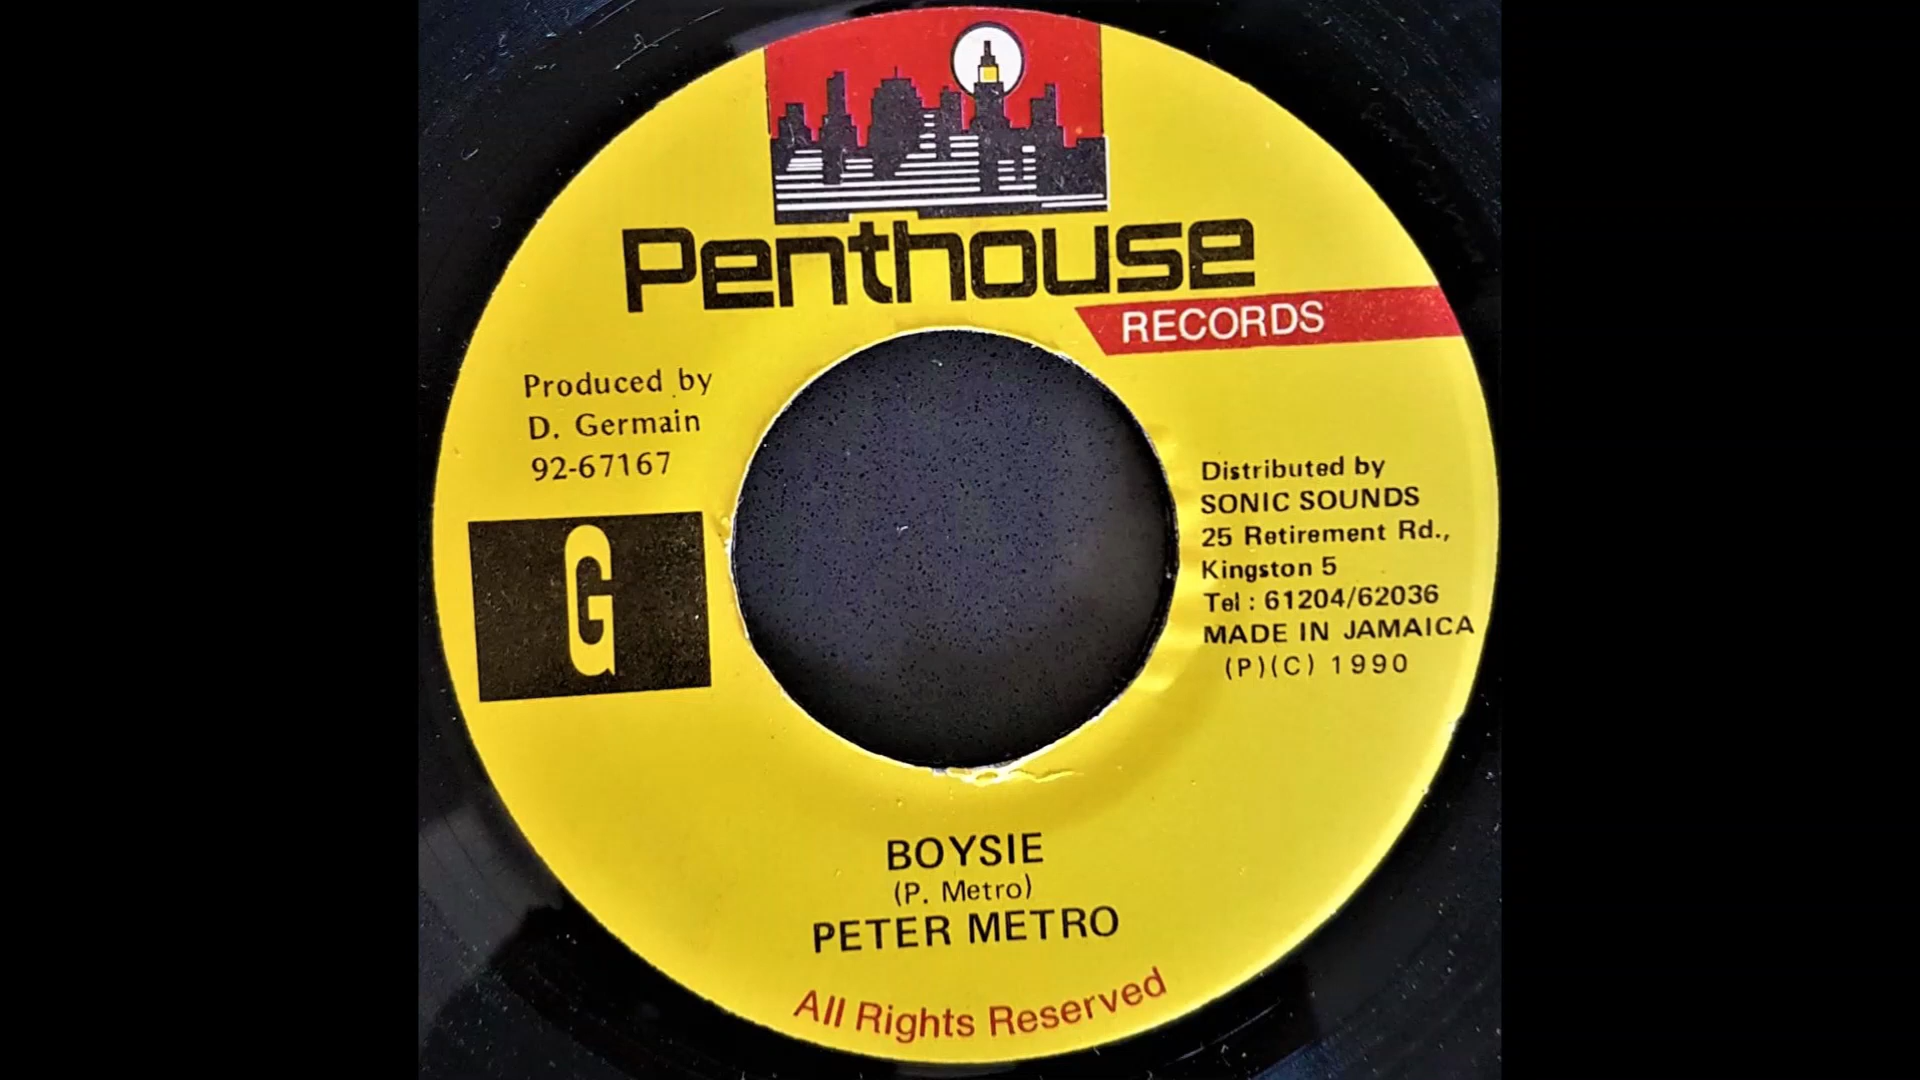 Penthouse
RECORDS
Produced by
D. Germain
92-67167
G
Distributed by
SONIC SOUNDS
25 Retirement Rd.,
Kingston 5
Tel : 61204/62036
MADE IN JAMAICA
(P)(C) 1990
BOYSIE
(P. Metro)
PETER METRO
All Rights Reserved